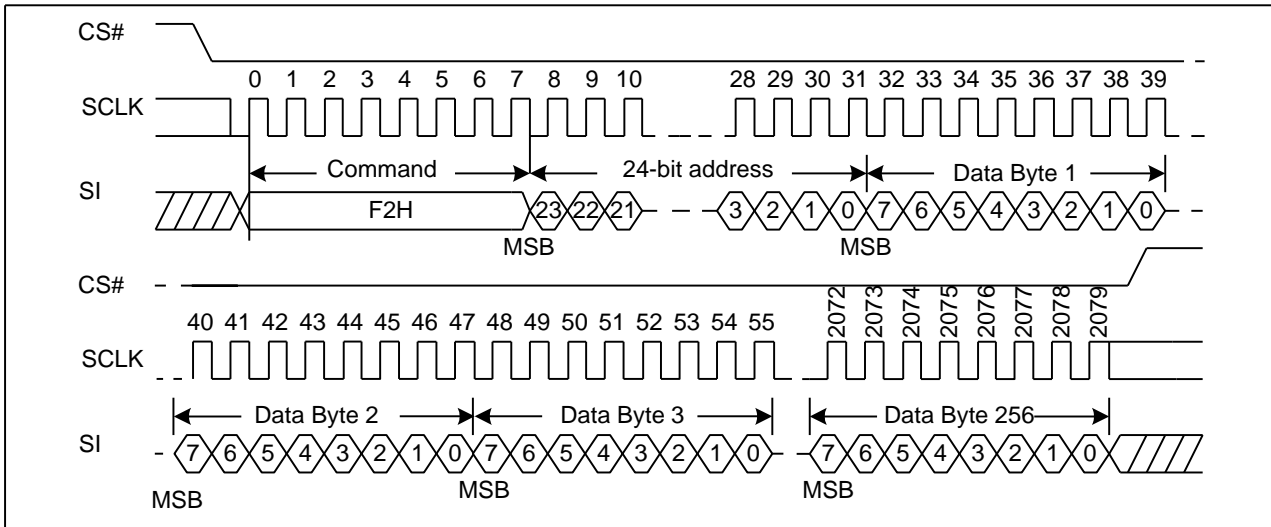 CS#
0 1 2 3 4 5 6 7 8 9 10 28 29 30 31 32 33 34 35 36 37 38 39
SCLK
Command 24-bit address Data Byte 1
SI
F2H 23 22 21 3 2 1 0 7 6 5 4 3 2 1 0
MSB MSB
CS#
40 41 42 43 44 45 46 47 48 49 50 51 52 53 54 55 2072 2073 2074 2075 2076 2077 2078 2079
SCLK
Data Byte 2 Data Byte 3 Data Byte 256
SI
7 6 5 4 3 2 1 0 7 6 5 4 3 2 1 0 7 6 5 4 3 2 1 0
MSB MSB MSB